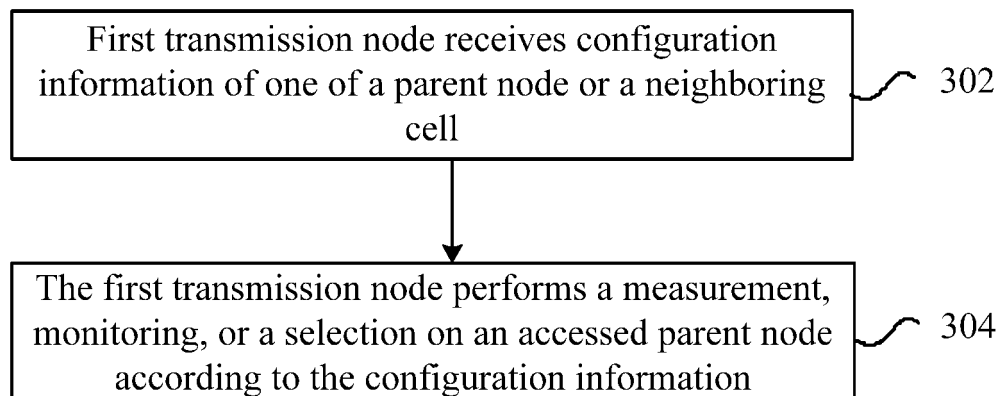 First transmission node receives configuration
information of one of a parent node or a neighboring
cell
302
The first transmission node performs a measurement,
monitoring, or a selection on an accessed parent node
according to the configuration information
304